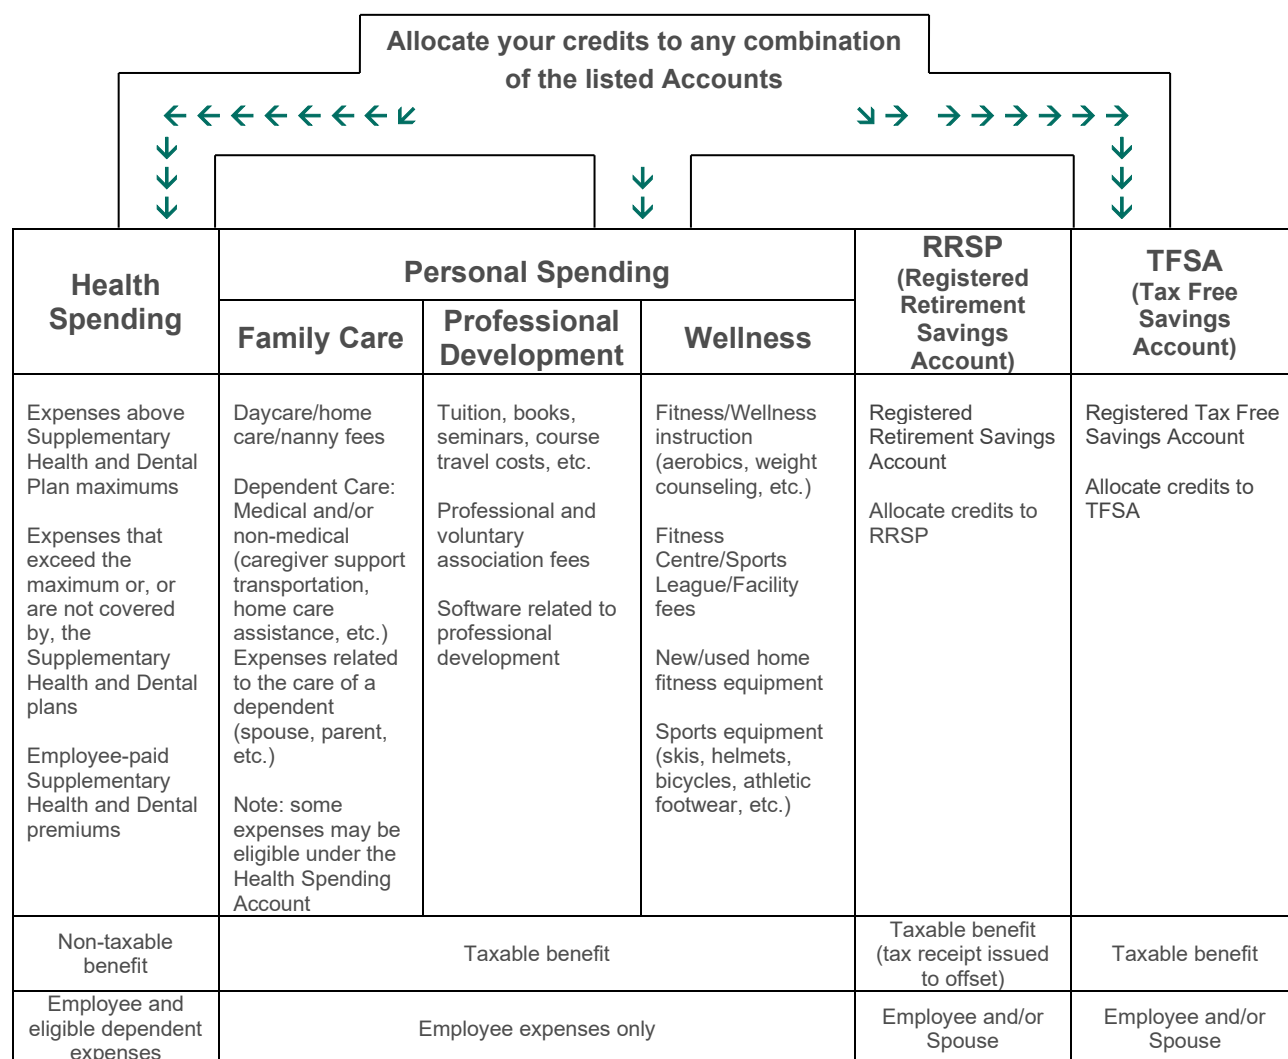 Allocate your credits to any combination
of the listed Accounts
Health
Spending
Personal Spending
Family Care
Professional
Development
Wellness
RRSP
(Registered
Retirement
Savings
Account)
TFSA
(Tax Free
Savings
Account)
Expenses above
Supplementary
Health and Dental
Plan maximums
Expenses that
exceed the
maximum or, or
are not covered
by, the
Supplementary
Health and Dental
plans
Employee-paid
Supplementary
Health and Dental
premiums
Daycare/home
care/nanny fees
Dependent Care:
Medical and/or
non-medical
(caregiver support
transportation,
home care
assistance, etc.)
Expenses related
to the care of a
dependent
(spouse, parent,
etc.)
Note: some
expenses may be
eligible under the
Health Spending
Account
Tuition, books,
seminars, course
travel costs, etc.
Professional and
voluntary
association fees
Software related to
professional
development
Fitness/Wellness
instruction
(aerobics, weight
counseling, etc.)
Fitness
Centre/Sports
League/Facility
fees
New/used home
fitness equipment
Sports equipment
(skis, helmets,
bicycles, athletic
footwear, etc.)
Registered
Retirement Savings
Account
Allocate credits to
RRSP
Registered Tax Free
Savings Account
Allocate credits to
TFSA
Non-taxable
benefit
Taxable benefit
Taxable benefit
(tax receipt issued
to offset)
Taxable benefit
Employee and
eligible dependent
expenses
Employee expenses only
Employee and/or
Spouse
Employee and/or
Spouse